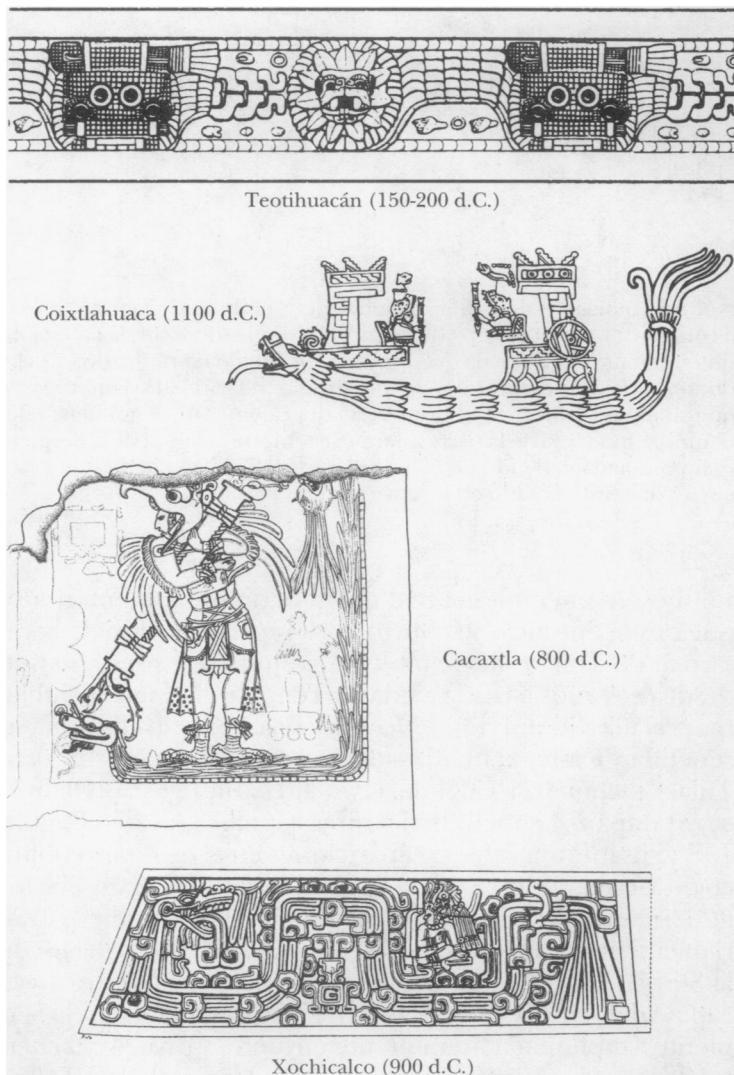 Teotihuacán (150-200 d.C.)
Coixtlahuaca (1100 d.C.)
Cacaxtla (800 d.C.)
Xochicalco (900 d.C.)